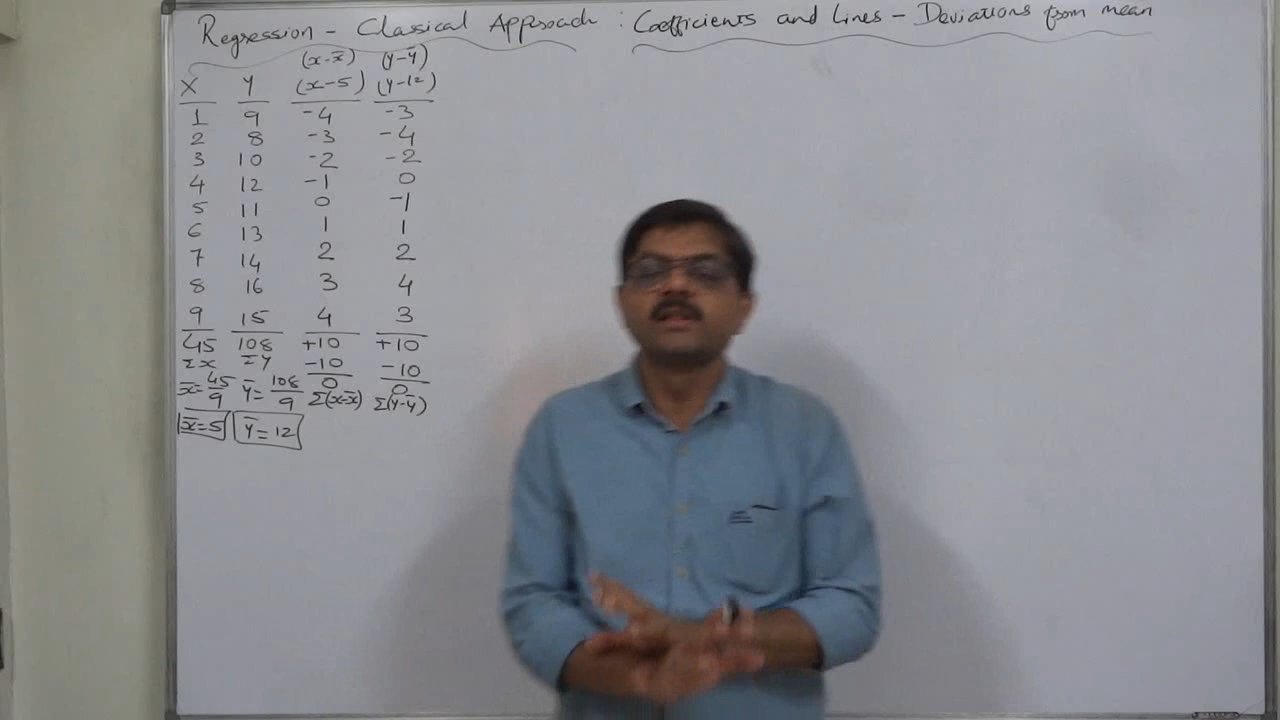 Regression - Classical Approach : Coefficients and Lines - Deviations from mean
(x-x̄) (y-ȳ)
X Y (x-5) (y-12)
1 9 -4 -3
2 8 -3 -4
3 10 -2 -2
4 12 -1 0
5 11 0 -1
6 13 1 1
7 14 2 2
8 16 3 4
9 15 4 3
45 108 +10 +10
Σx Σy -10 -10
x̄=45/9 ȳ=108/9 0 0
Σ(x-x̄) Σ(y-ȳ)
x̄=5 ȳ=12